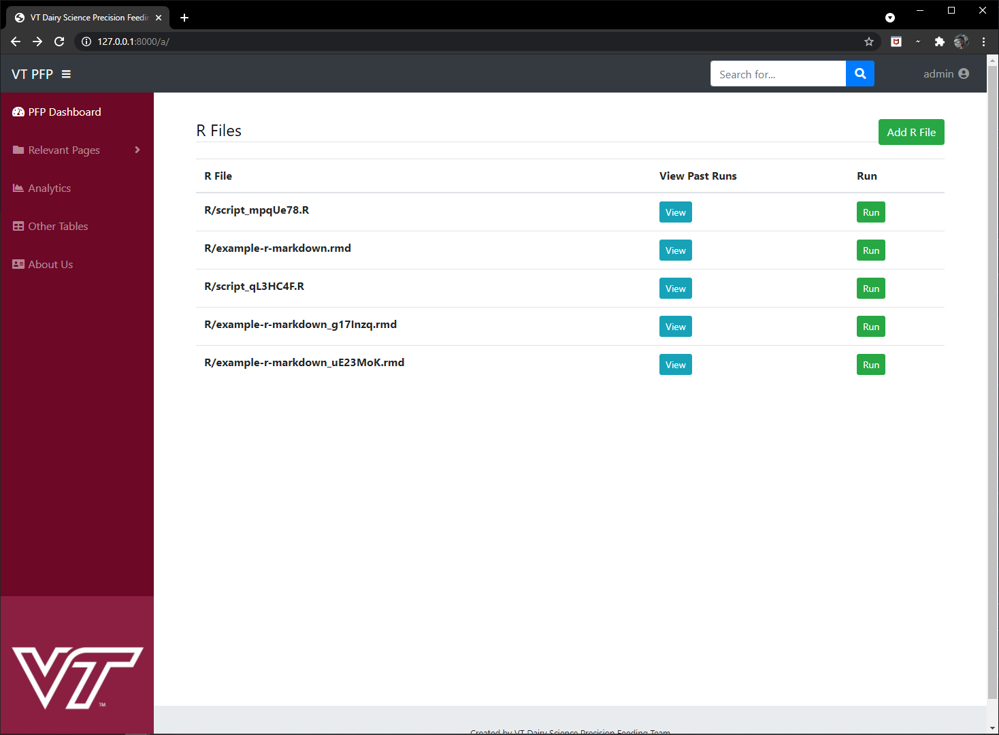 VT Dairy Science Precision Feedin
127.0.0.1:8000/a/
VT PFP
Search for...
admin
PFP Dashboard
Relevant Pages
Analytics
Other Tables
About Us
R Files
Add R File
R File View Past Runs Run
R/script_mpqUe78.R View Run
R/example-r-markdown.rmd View Run
R/script_qL3HC4F.R View Run
R/example-r-markdown_g17Inzq.rmd View Run
R/example-r-markdown_uE23MoK.rmd View Run
VT
TM
Created by VT Dairy Science Precision Feeding Team